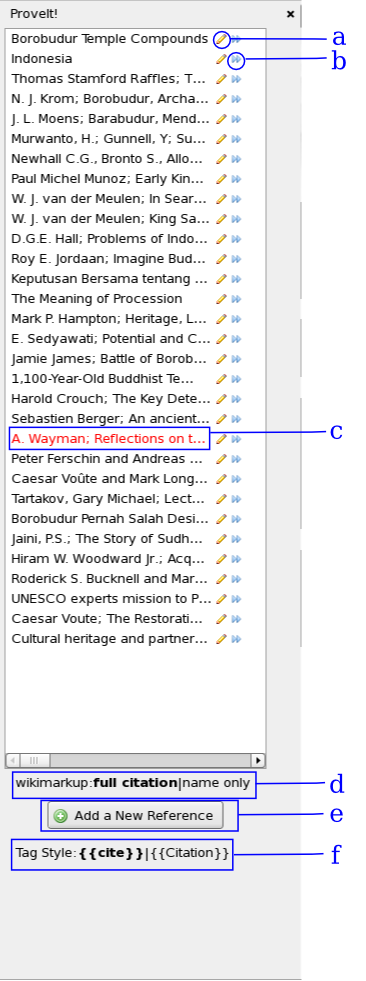 ProveIt!
Borobudur Temple Compounds a
Indonesia b
Thomas Stamford Raffles; T...
N. J. Krom; Borobudur, Archa...
J. L. Moens; Barabudur, Mend...
Murwanto, H.; Gunnell, Y; Su...
Newhall C.G., Bronto S., Allo...
Paul Michel Munoz; Early Kin...
W. J. van der Meulen; In Sear...
W. J. van der Meulen; King Sa...
D.G.E. Hall; Problems of Indo...
Roy E. Jordaan; Imagine Bud...
Keputusan Bersama tentang ...
The Meaning of Procession
Mark P. Hampton; Heritage, L...
E. Sedyawati; Potential and C...
Jamie James; Battle of Borob...
1,100-Year-Old Buddhist Te...
Harold Crouch; The Key Dete...
Sebastien Berger; An ancient...
A. Wayman; Reflections on t... c
Peter Ferschin and Andreas ...
Caesar Voûte and Mark Long...
Tartakov, Gary Michael; Lect...
Borobudur Pernah Salah Desi...
Jaini, P.S.; The Story of Sudh...
Hiram W. Woodward Jr.; Acq...
Roderick S. Bucknell and Mar...
UNESCO experts mission to P...
Caesar Voute; The Restorati...
Cultural heritage and partner...
wikimarkup:full citation|name only d
Add a New Reference e
Tag Style: {{cite}}|{{Citation}} f